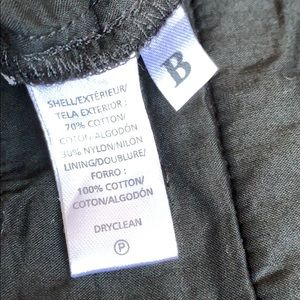 SHELL/EXTÉRIEUR/
TELA EXTERIOR :
70% COTTON/
COTON/ALGODÓN
30% NYLON/NILON
LINING/DOUBLURE/
FORRO :
100% COTTON/
COTON/ALGODÓN
DRYCLEAN
P
B